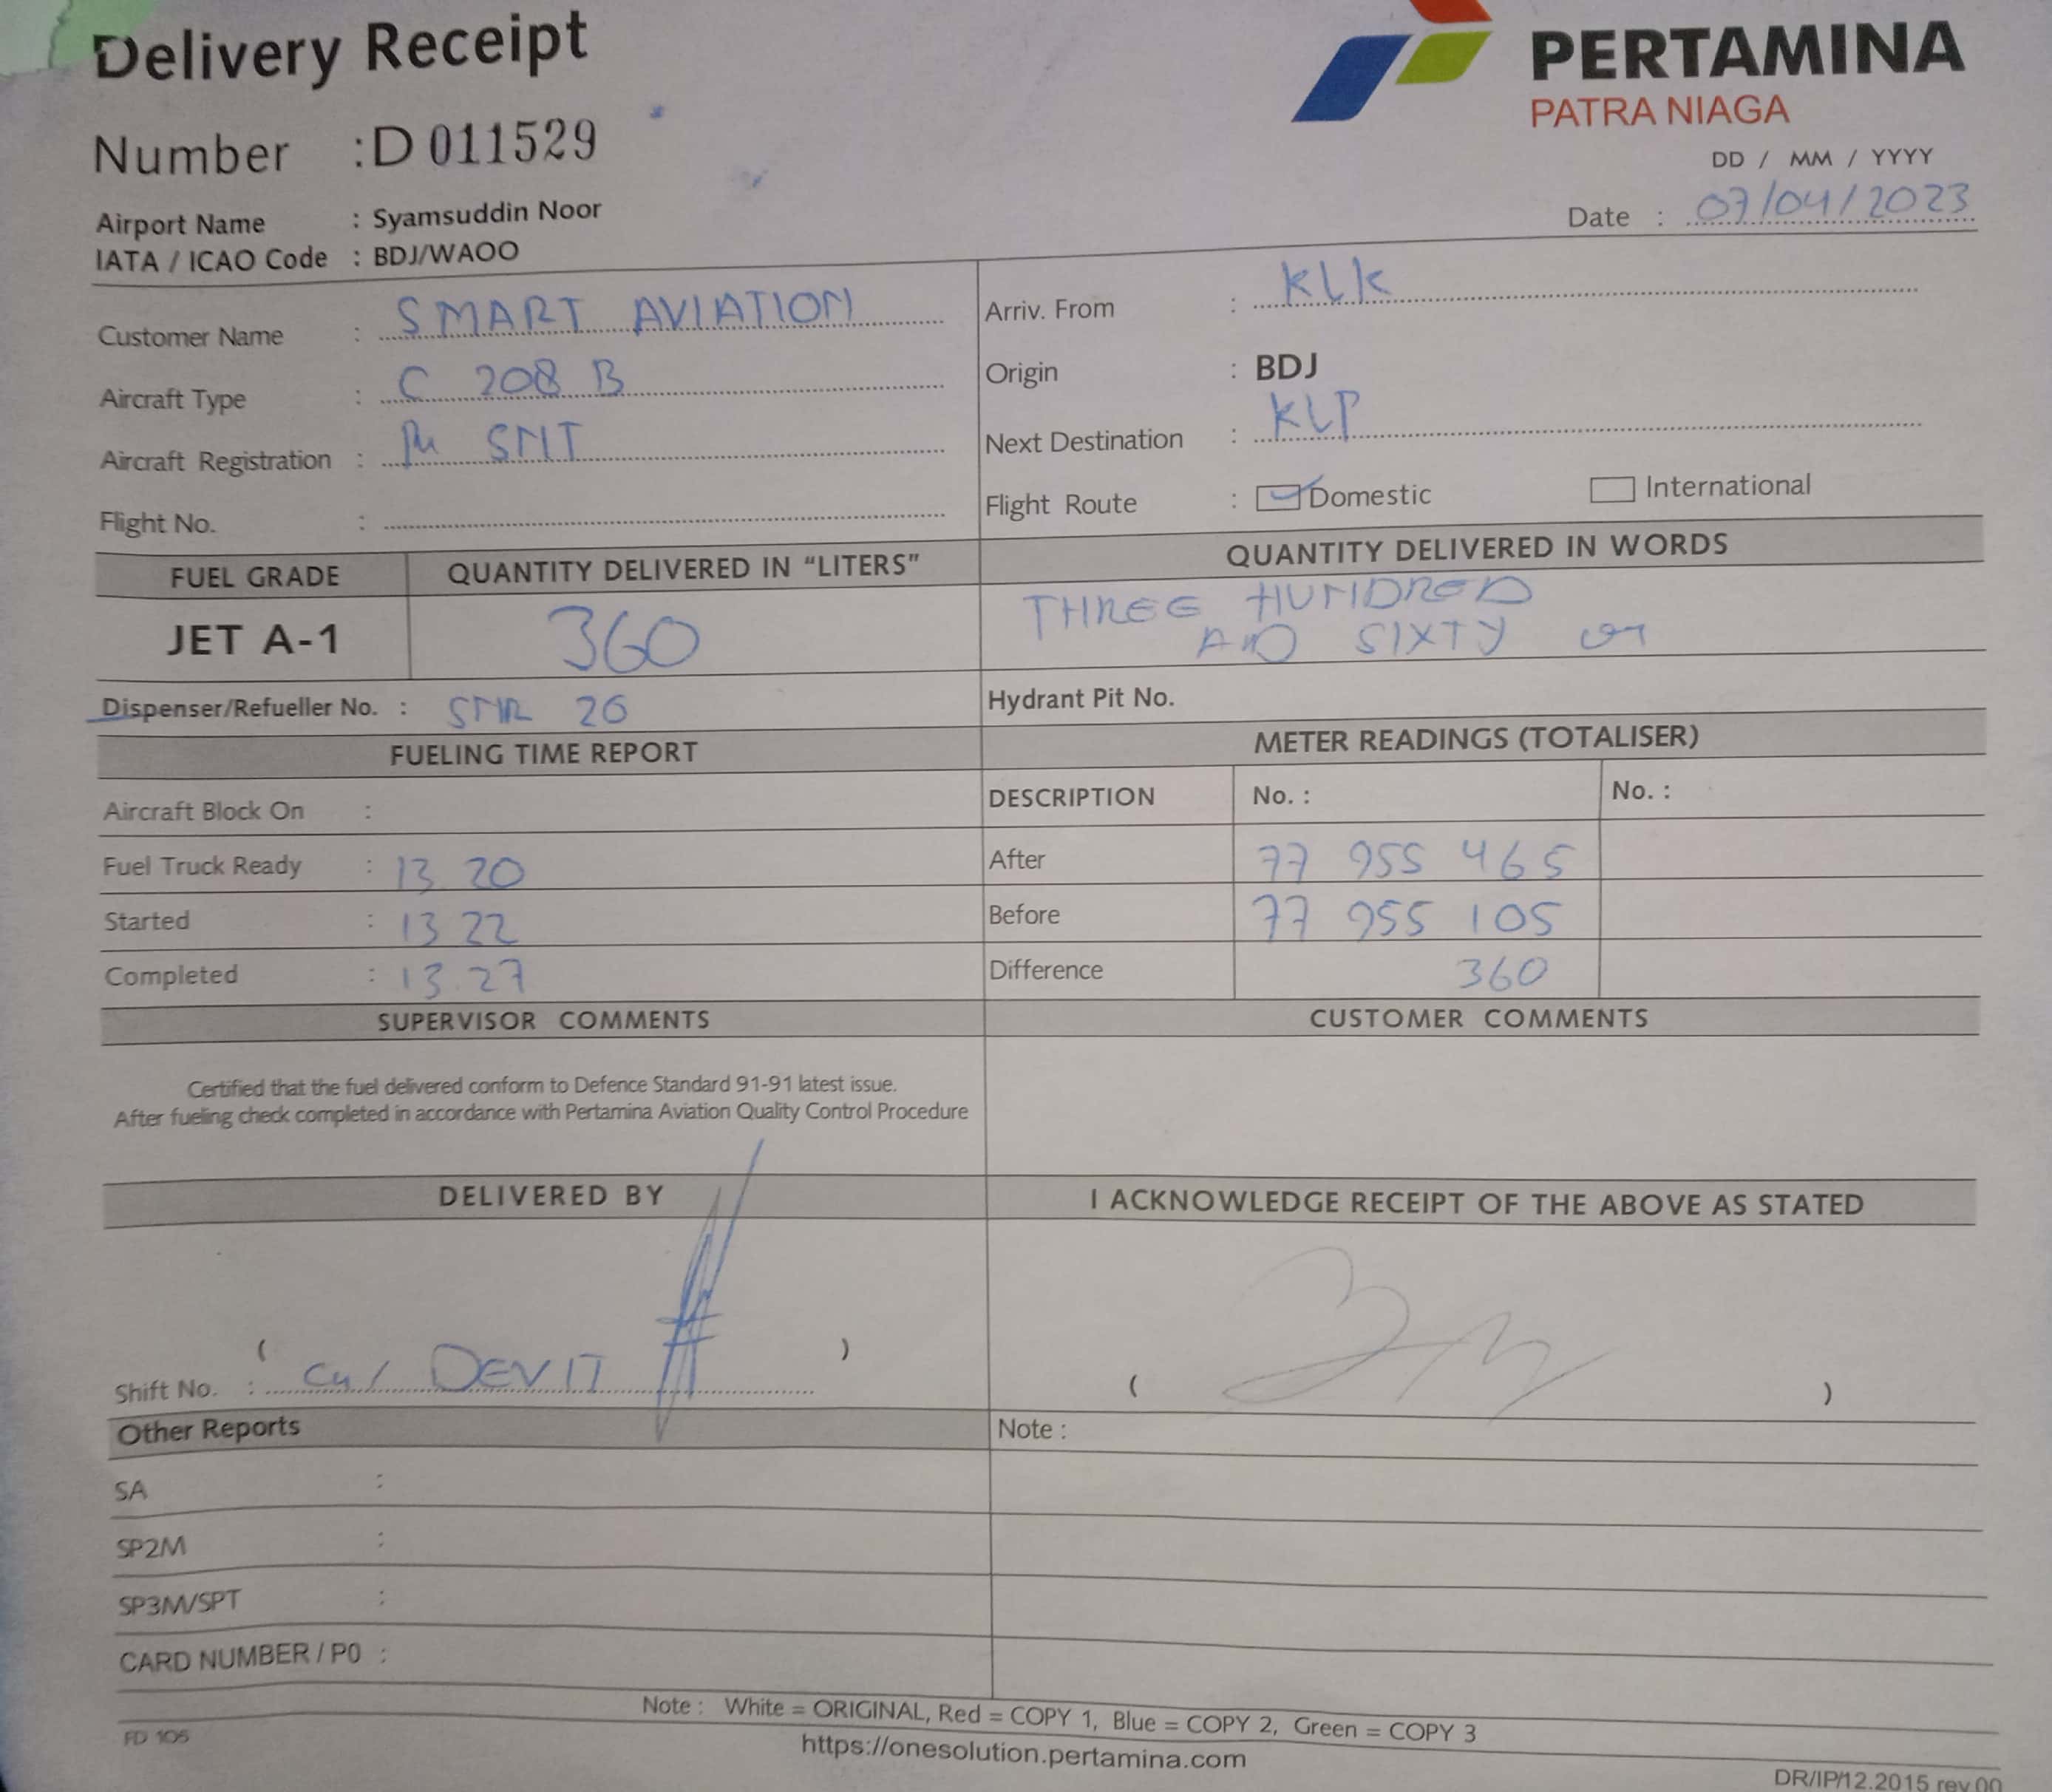 Delivery Receipt
PERTAMINA
PATRA NIAGA
Number : D 011529
DD / MM / YYYY
Date : 07/04/2023
Airport Name : Syamsuddin Noor
IATA / ICAO Code : BDJ/WAOO
Customer Name : SMART AVIATION
Arriv. From : KLK
Aircraft Type : C 208 B
Origin : BDJ
Aircraft Registration : PK SNT
Next Destination : KLP
Flight No. :
Flight Route : Domestic International
FUEL GRADE QUANTITY DELIVERED IN "LITERS" QUANTITY DELIVERED IN WORDS
JET A-1 360 THREE HUNDRED
AND SIXTY
Dispenser/Refueller No. : 26
Hydrant Pit No.
FUELING TIME REPORT METER READINGS (TOTALISER)
Aircraft Block On :
DESCRIPTION No. : No. :
Fuel Truck Ready : 13 20
After 77 955 465
Started : 13 22
Before 77 955 105
Completed : 13.27
Difference 360
SUPERVISOR COMMENTS CUSTOMER COMMENTS
Certified that the fuel delivered conform to Defence Standard 91-91 latest issue.
After fueling check completed in accordance with Pertamina Aviation Quality Control Procedure
DELIVERED BY I ACKNOWLEDGE RECEIPT OF THE ABOVE AS STATED
( )
Shift No. : DEVIT
( )
Other Reports Note :
SA :
SP2M :
SP3M/SPT :
CARD NUMBER / P0 :
Note : White = ORIGINAL, Red = COPY 1, Blue = COPY 2, Green = COPY 3
FD 105
https://onesolution.pertamina.com
DR/IP/12.2015 rev.00